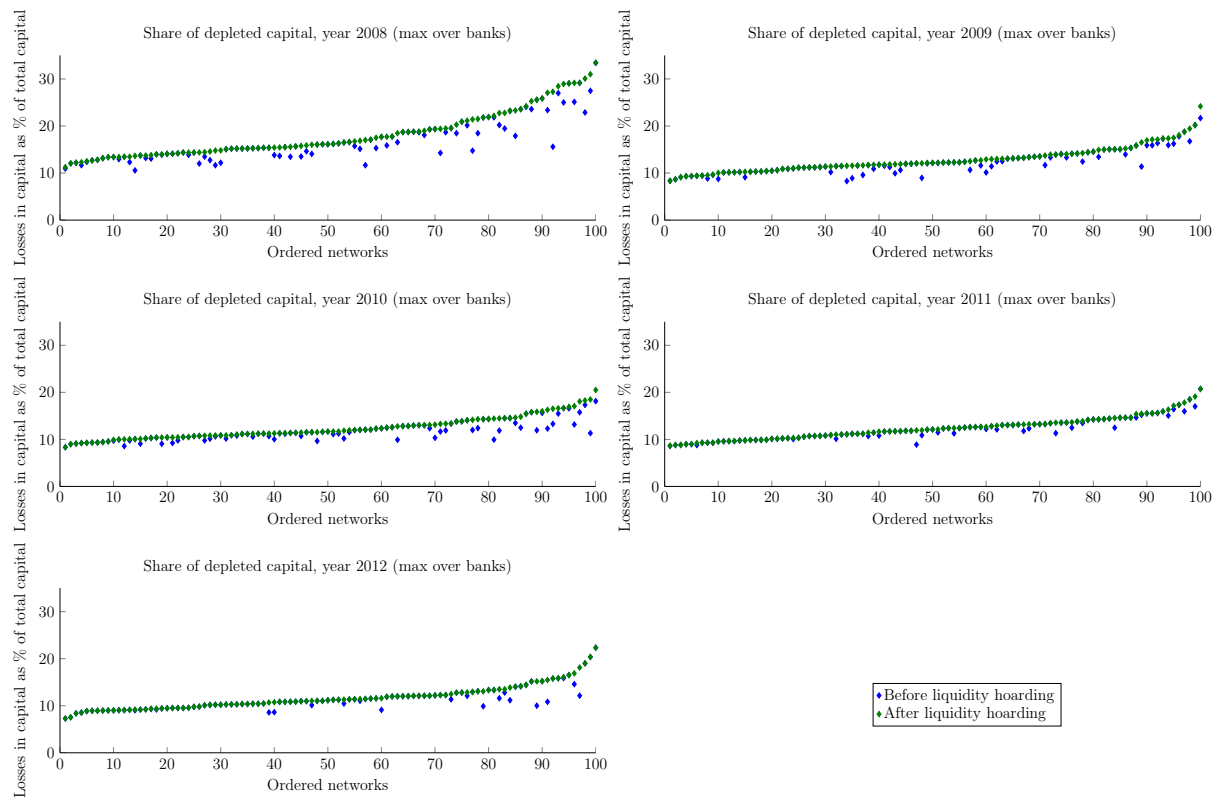 Share of depleted capital, year 2008 (max over banks)
Losses in capital as % of total capital
30
20
10
0
0 10 20 30 40 50 60 70 80 90 100
Ordered networks
Share of depleted capital, year 2009 (max over banks)
Losses in capital as % of total capital
30
20
10
0
0 10 20 30 40 50 60 70 80 90 100
Ordered networks
Share of depleted capital, year 2010 (max over banks)
Losses in capital as % of total capital
30
20
10
0
0 10 20 30 40 50 60 70 80 90 100
Ordered networks
Share of depleted capital, year 2011 (max over banks)
Losses in capital as % of total capital
30
20
10
0
0 10 20 30 40 50 60 70 80 90 100
Ordered networks
Share of depleted capital, year 2012 (max over banks)
Losses in capital as % of total capital
30
20
10
0
0 10 20 30 40 50 60 70 80 90 100
Ordered networks
Before liquidity hoarding
After liquidity hoarding